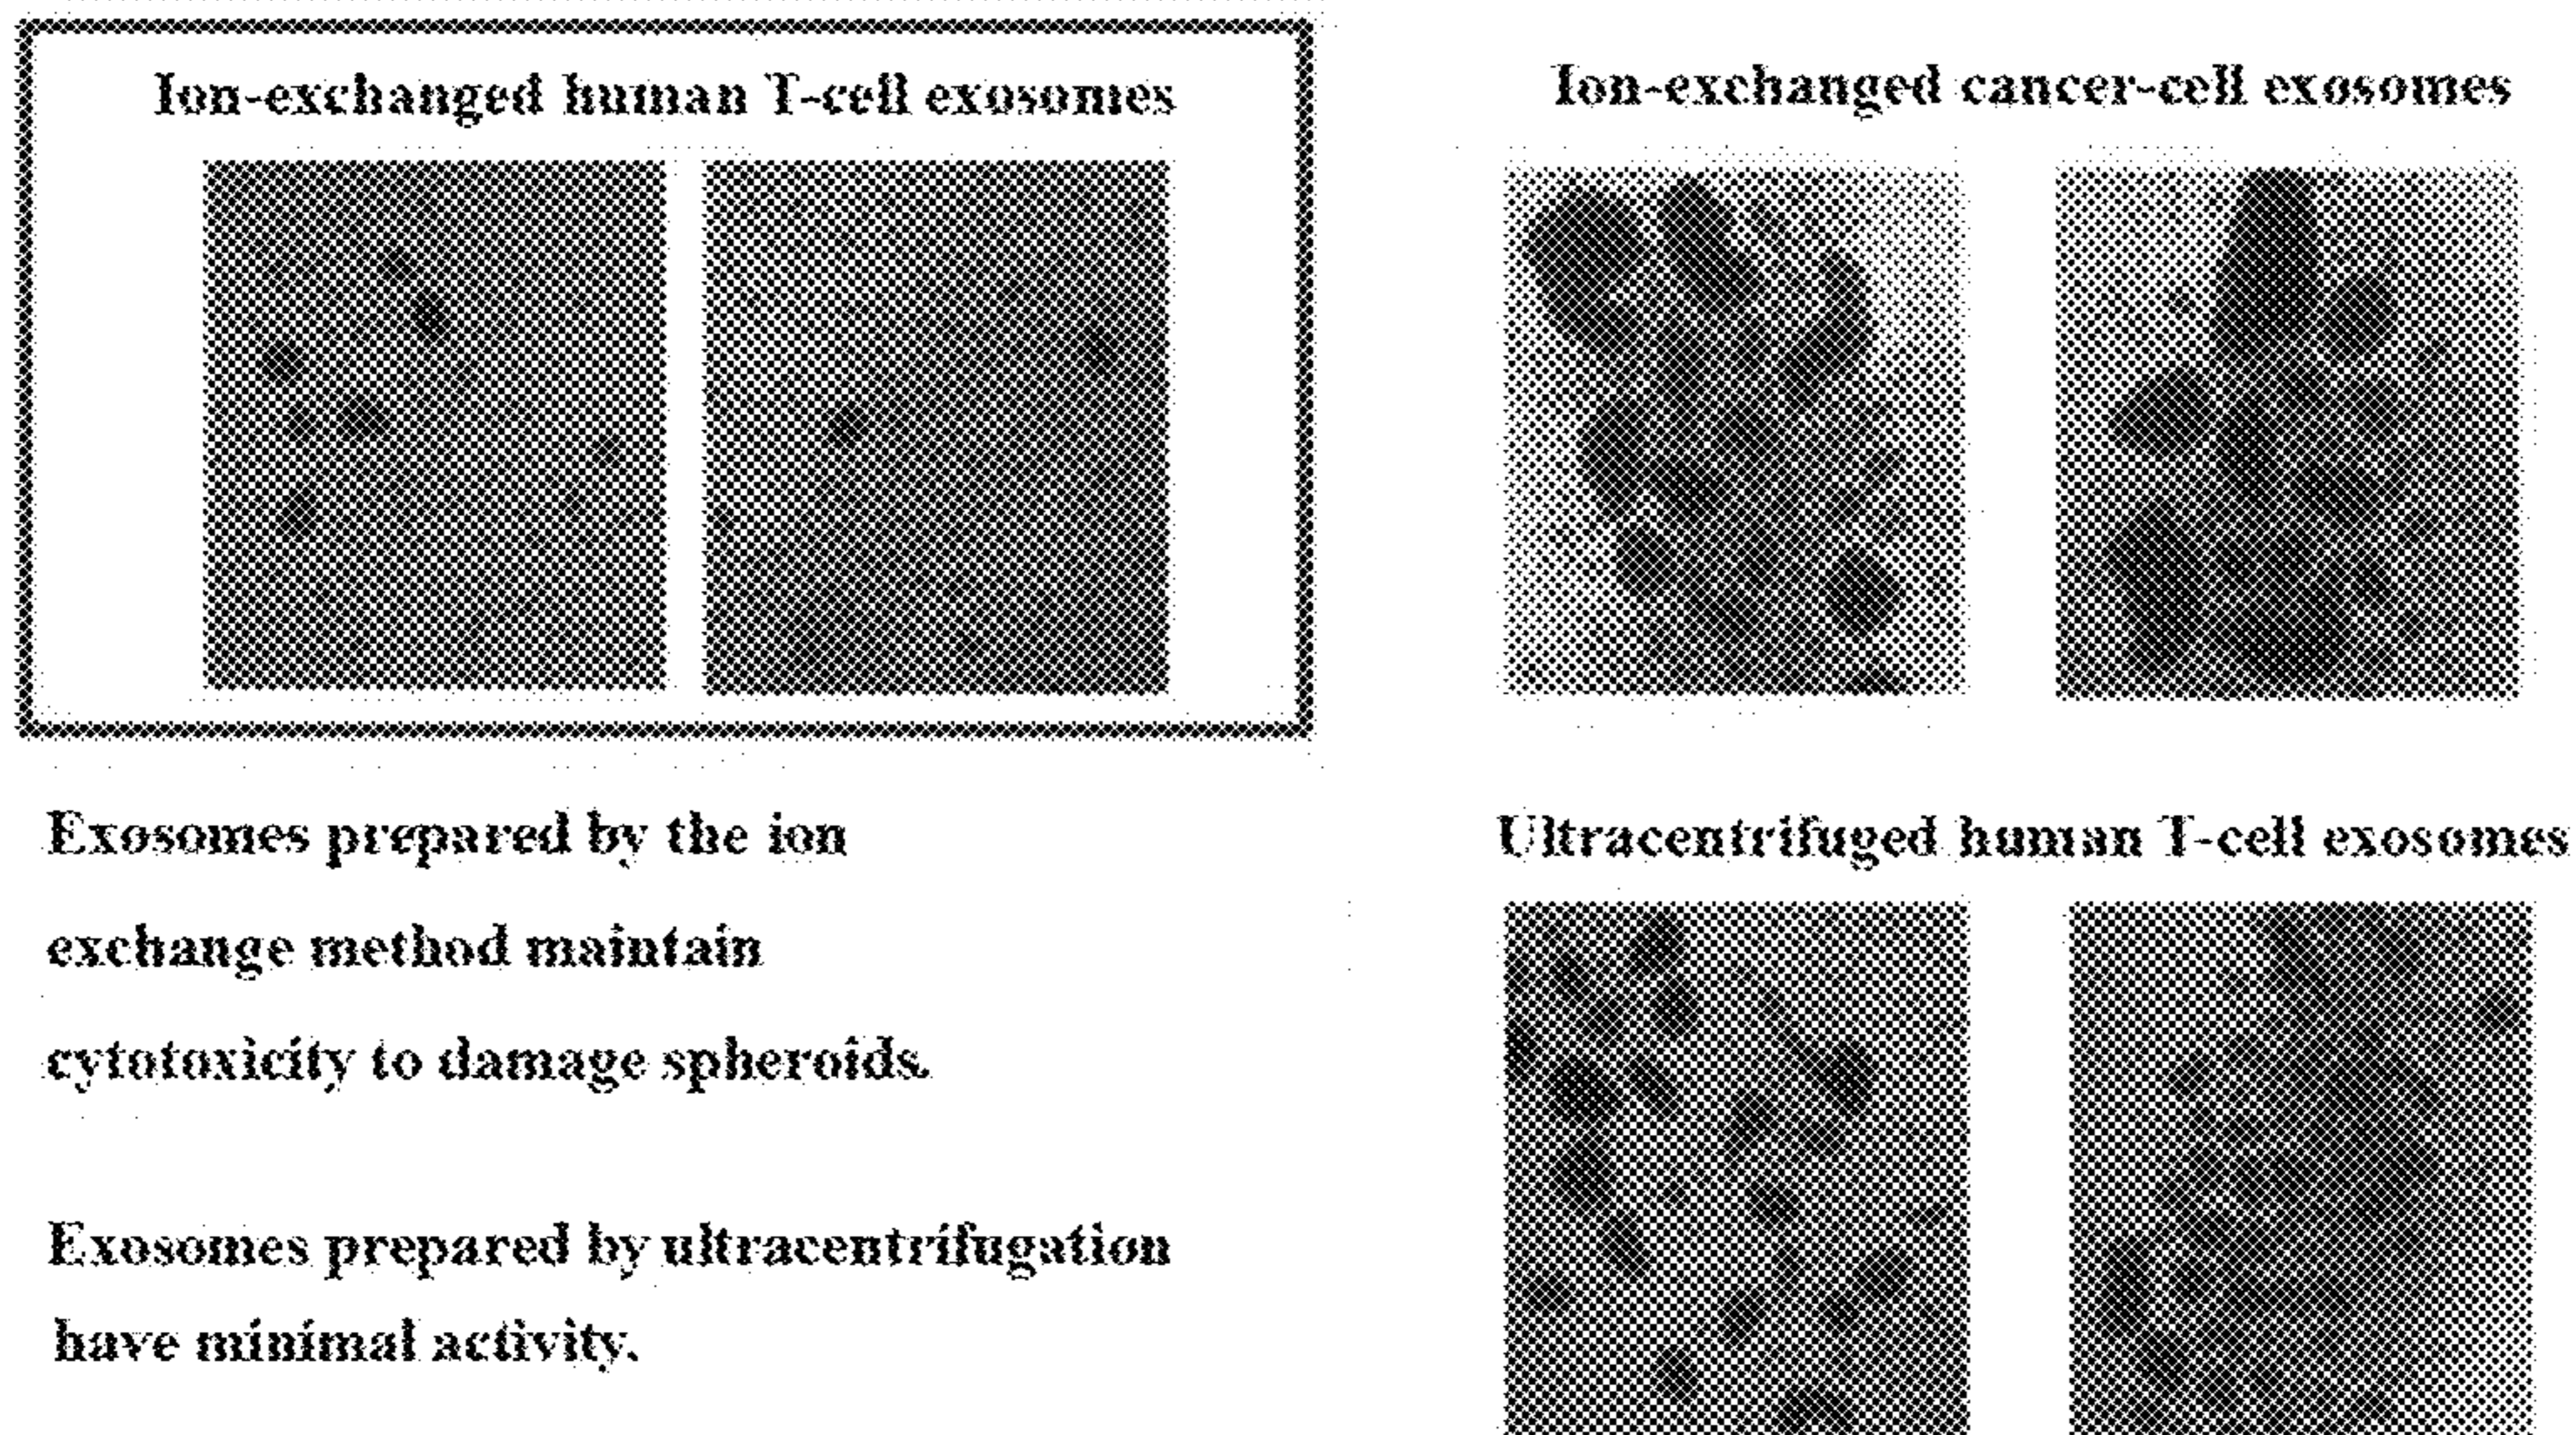 Ion-exchanged human T-cell exosomes
Ion-exchanged cancer-cell exosomes
Exosomes prepared by the ion
exchange method maintain
cytotoxicity to damage spheroids.
Exosomes prepared by ultracentrifugation
have minimal activity.
Ultracentrifuged human T-cell exosomes